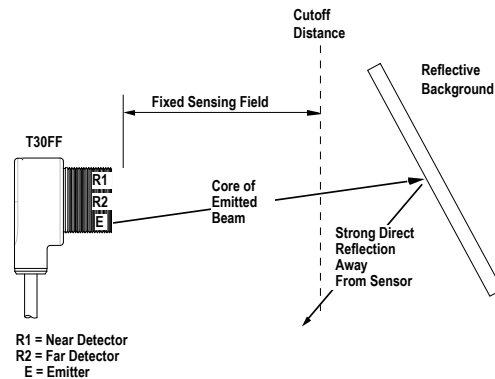 Cutoff
Distance
Reflective
Background
Fixed Sensing Field
T30FF
R1
R2
E
Core of
Emitted
Beam
Strong Direct
Reflection
Away
From Sensor
R1 = Near Detector
R2 = Far Detector
E = Emitter